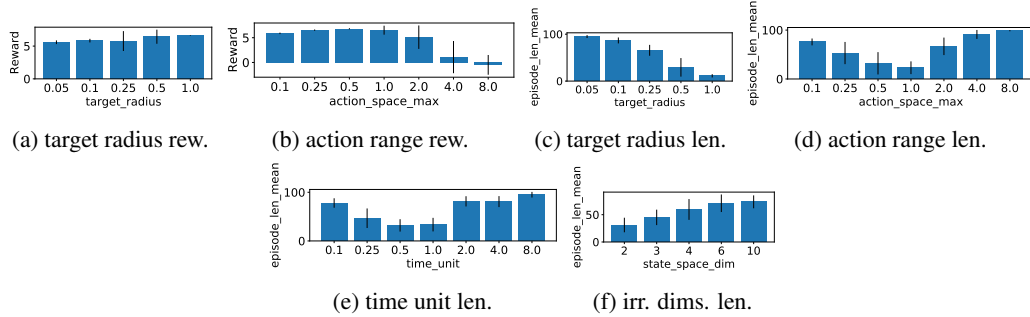 Reward
5
0
0.05 0.1 0.25 0.5 1.0
target_radius
(a) target radius rew.
Reward
5
0
0.1 0.25 0.5 1.0 2.0 4.0 8.0
action_space_max
(b) action range rew.
episode_len_mean
100
50
0
0.05 0.1 0.25 0.5 1.0
target_radius
(c) target radius len.
episode_len_mean
100
50
0
0.1 0.25 0.5 1.0 2.0 4.0 8.0
action_space_max
(d) action range len.
episode_len_mean
100
0
0.1 0.25 0.5 1.0 2.0 4.0 8.0
time_unit
(e) time unit len.
episode_len_mean
50
0
2 3 4 6 10
state_space_dim
(f) irr. dims. len.